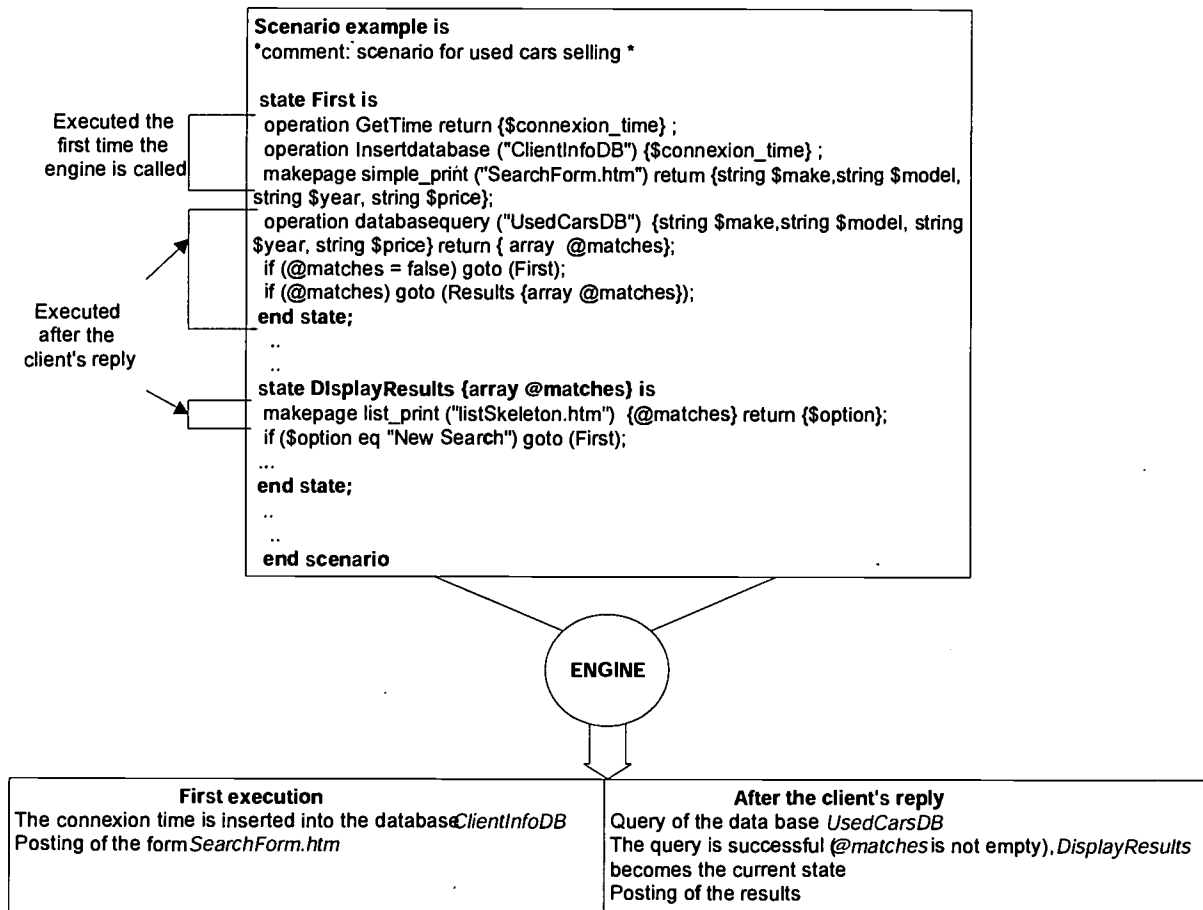 Scenario example is
*comment: scenario for used cars selling *
state First is
operation GetTime return {$connexion_time} ;
operation Insertdatabase ("ClientInfoDB") {$connexion_time} ;
makepage simple_print ("SearchForm.htm") return {string $make,string $model,
string $year, string $price};
operation databasequery ("UsedCarsDB") {string $make,string $model, string
$year, string $price} return { array @matches};
if (@matches = false) goto (First);
if (@matches) goto (Results {array @matches});
end state;
..
..
state DisplayResults {array @matches} is
makepage list_print ("listSkeleton.htm") {@matches} return {$option};
if ($option eq "New Search") goto (First);
...
end state;
..
..
end scenario
Executed the
first time the
engine is called
Executed
after the
client's reply
ENGINE
First execution
The connexion time is inserted into the database ClientInfoDB
Posting of the form SearchForm.htm
After the client's reply
Query of the data base UsedCarsDB
The query is successful (@matches is not empty), DisplayResults
becomes the current state
Posting of the results